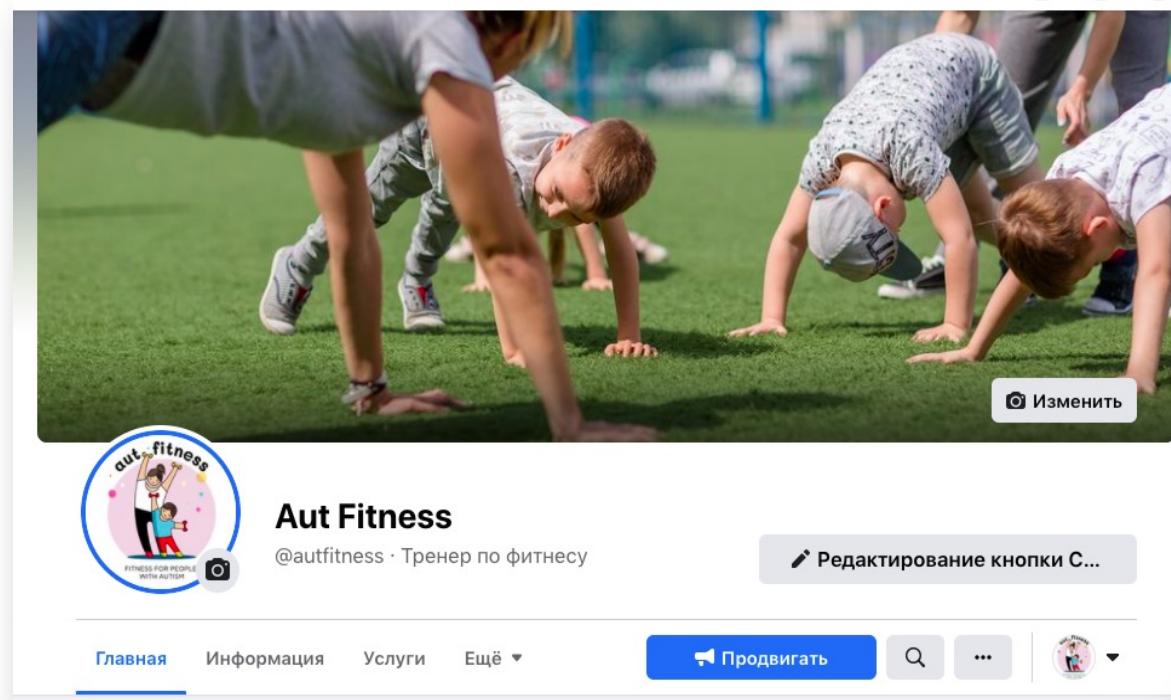 Изменить
aut fitness
FITNESS FOR PEOPLE
WITH AUTISM
Aut Fitness
@autfitness · Тренер по фитнесу
Редактирование кнопки С...
Главная
Информация
Услуги
Ещё
Продвигать